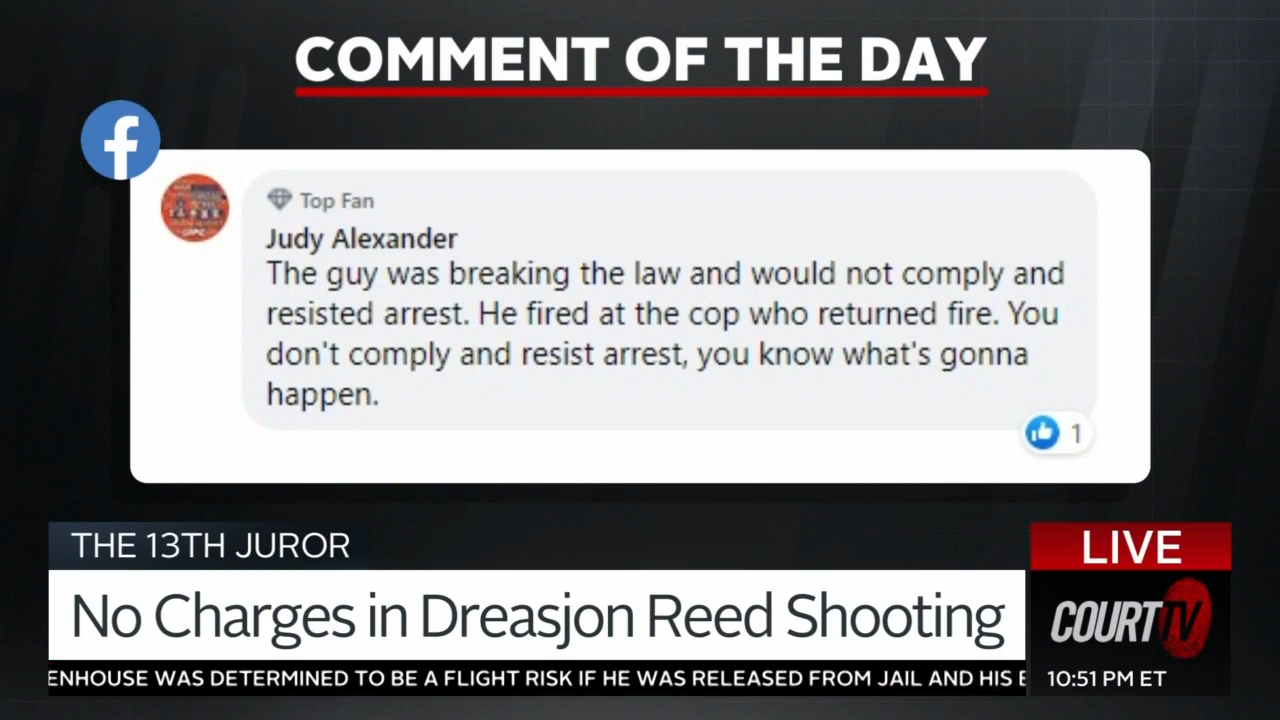 COMMENT OF THE DAY
f
Top Fan
Judy Alexander
The guy was breaking the law and would not comply and
resisted arrest. He fired at the cop who returned fire. You
don't comply and resist arrest, you know what's gonna
happen.
1
THE 13TH JUROR
LIVE
No Charges in Dreasjon Reed Shooting
COURT TV
ENHOUSE WAS DETERMINED TO BE A FLIGHT RISK IF HE WAS RELEASED FROM JAIL AND HIS
10:51 PM ET